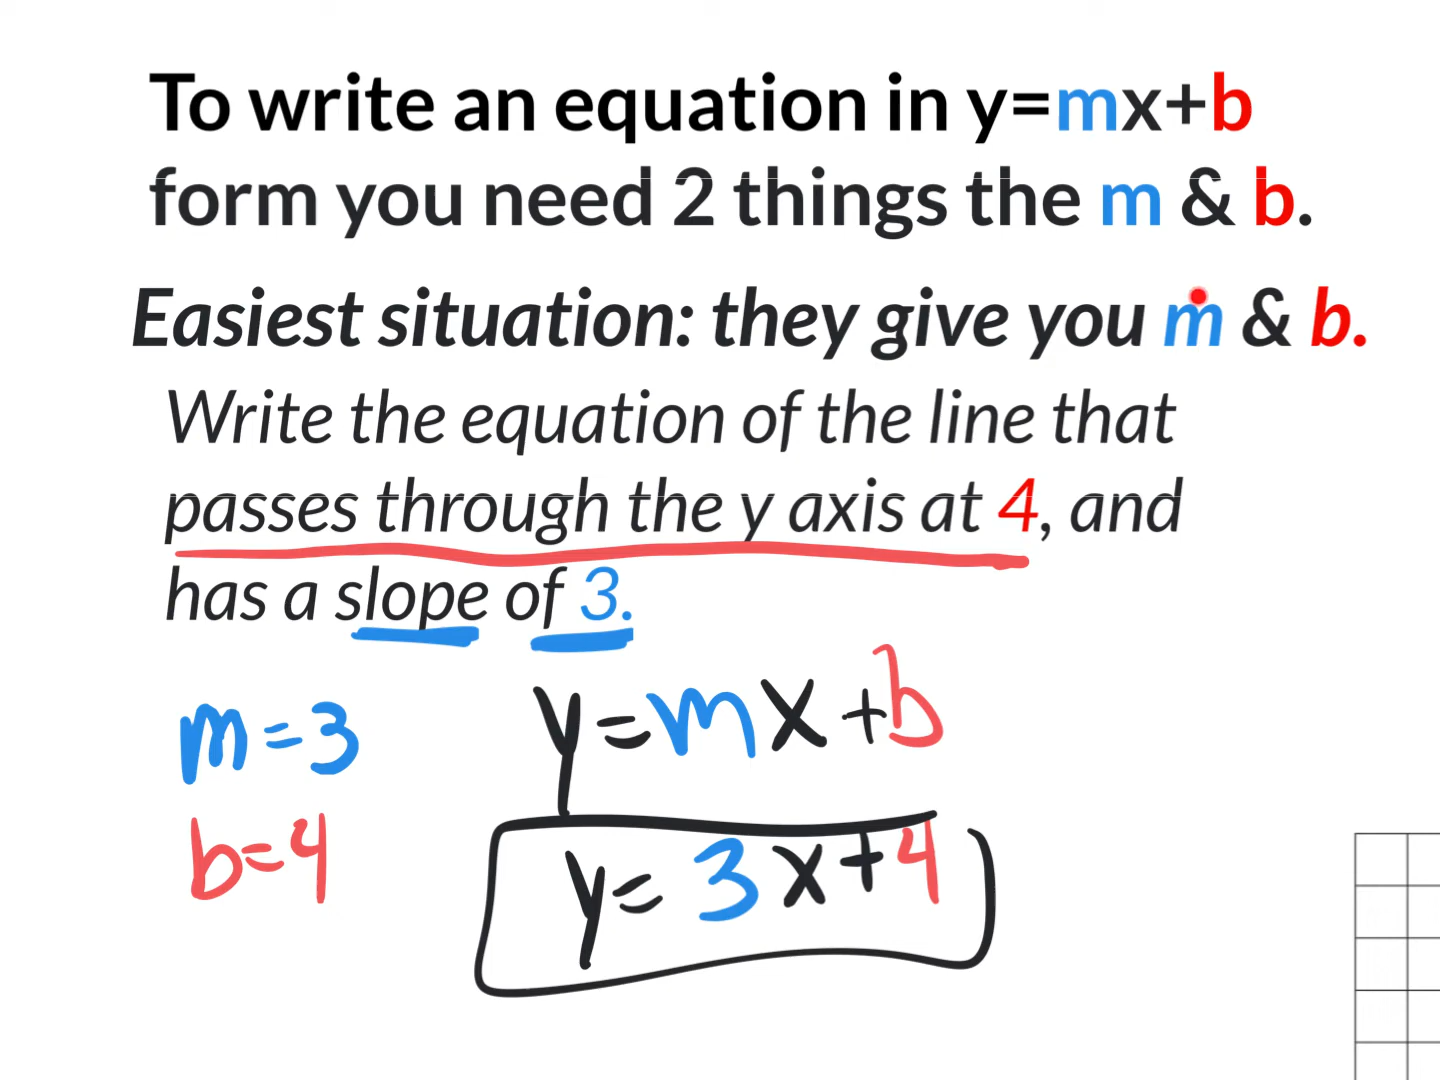 To write an equation in y=mx+b
form you need 2 things the m & b.
Easiest situation: they give you m & b.
Write the equation of the line that
passes through the y axis at 4, and
has a slope of 3.
m=3
y=mx+b
b=4
y=3x+4